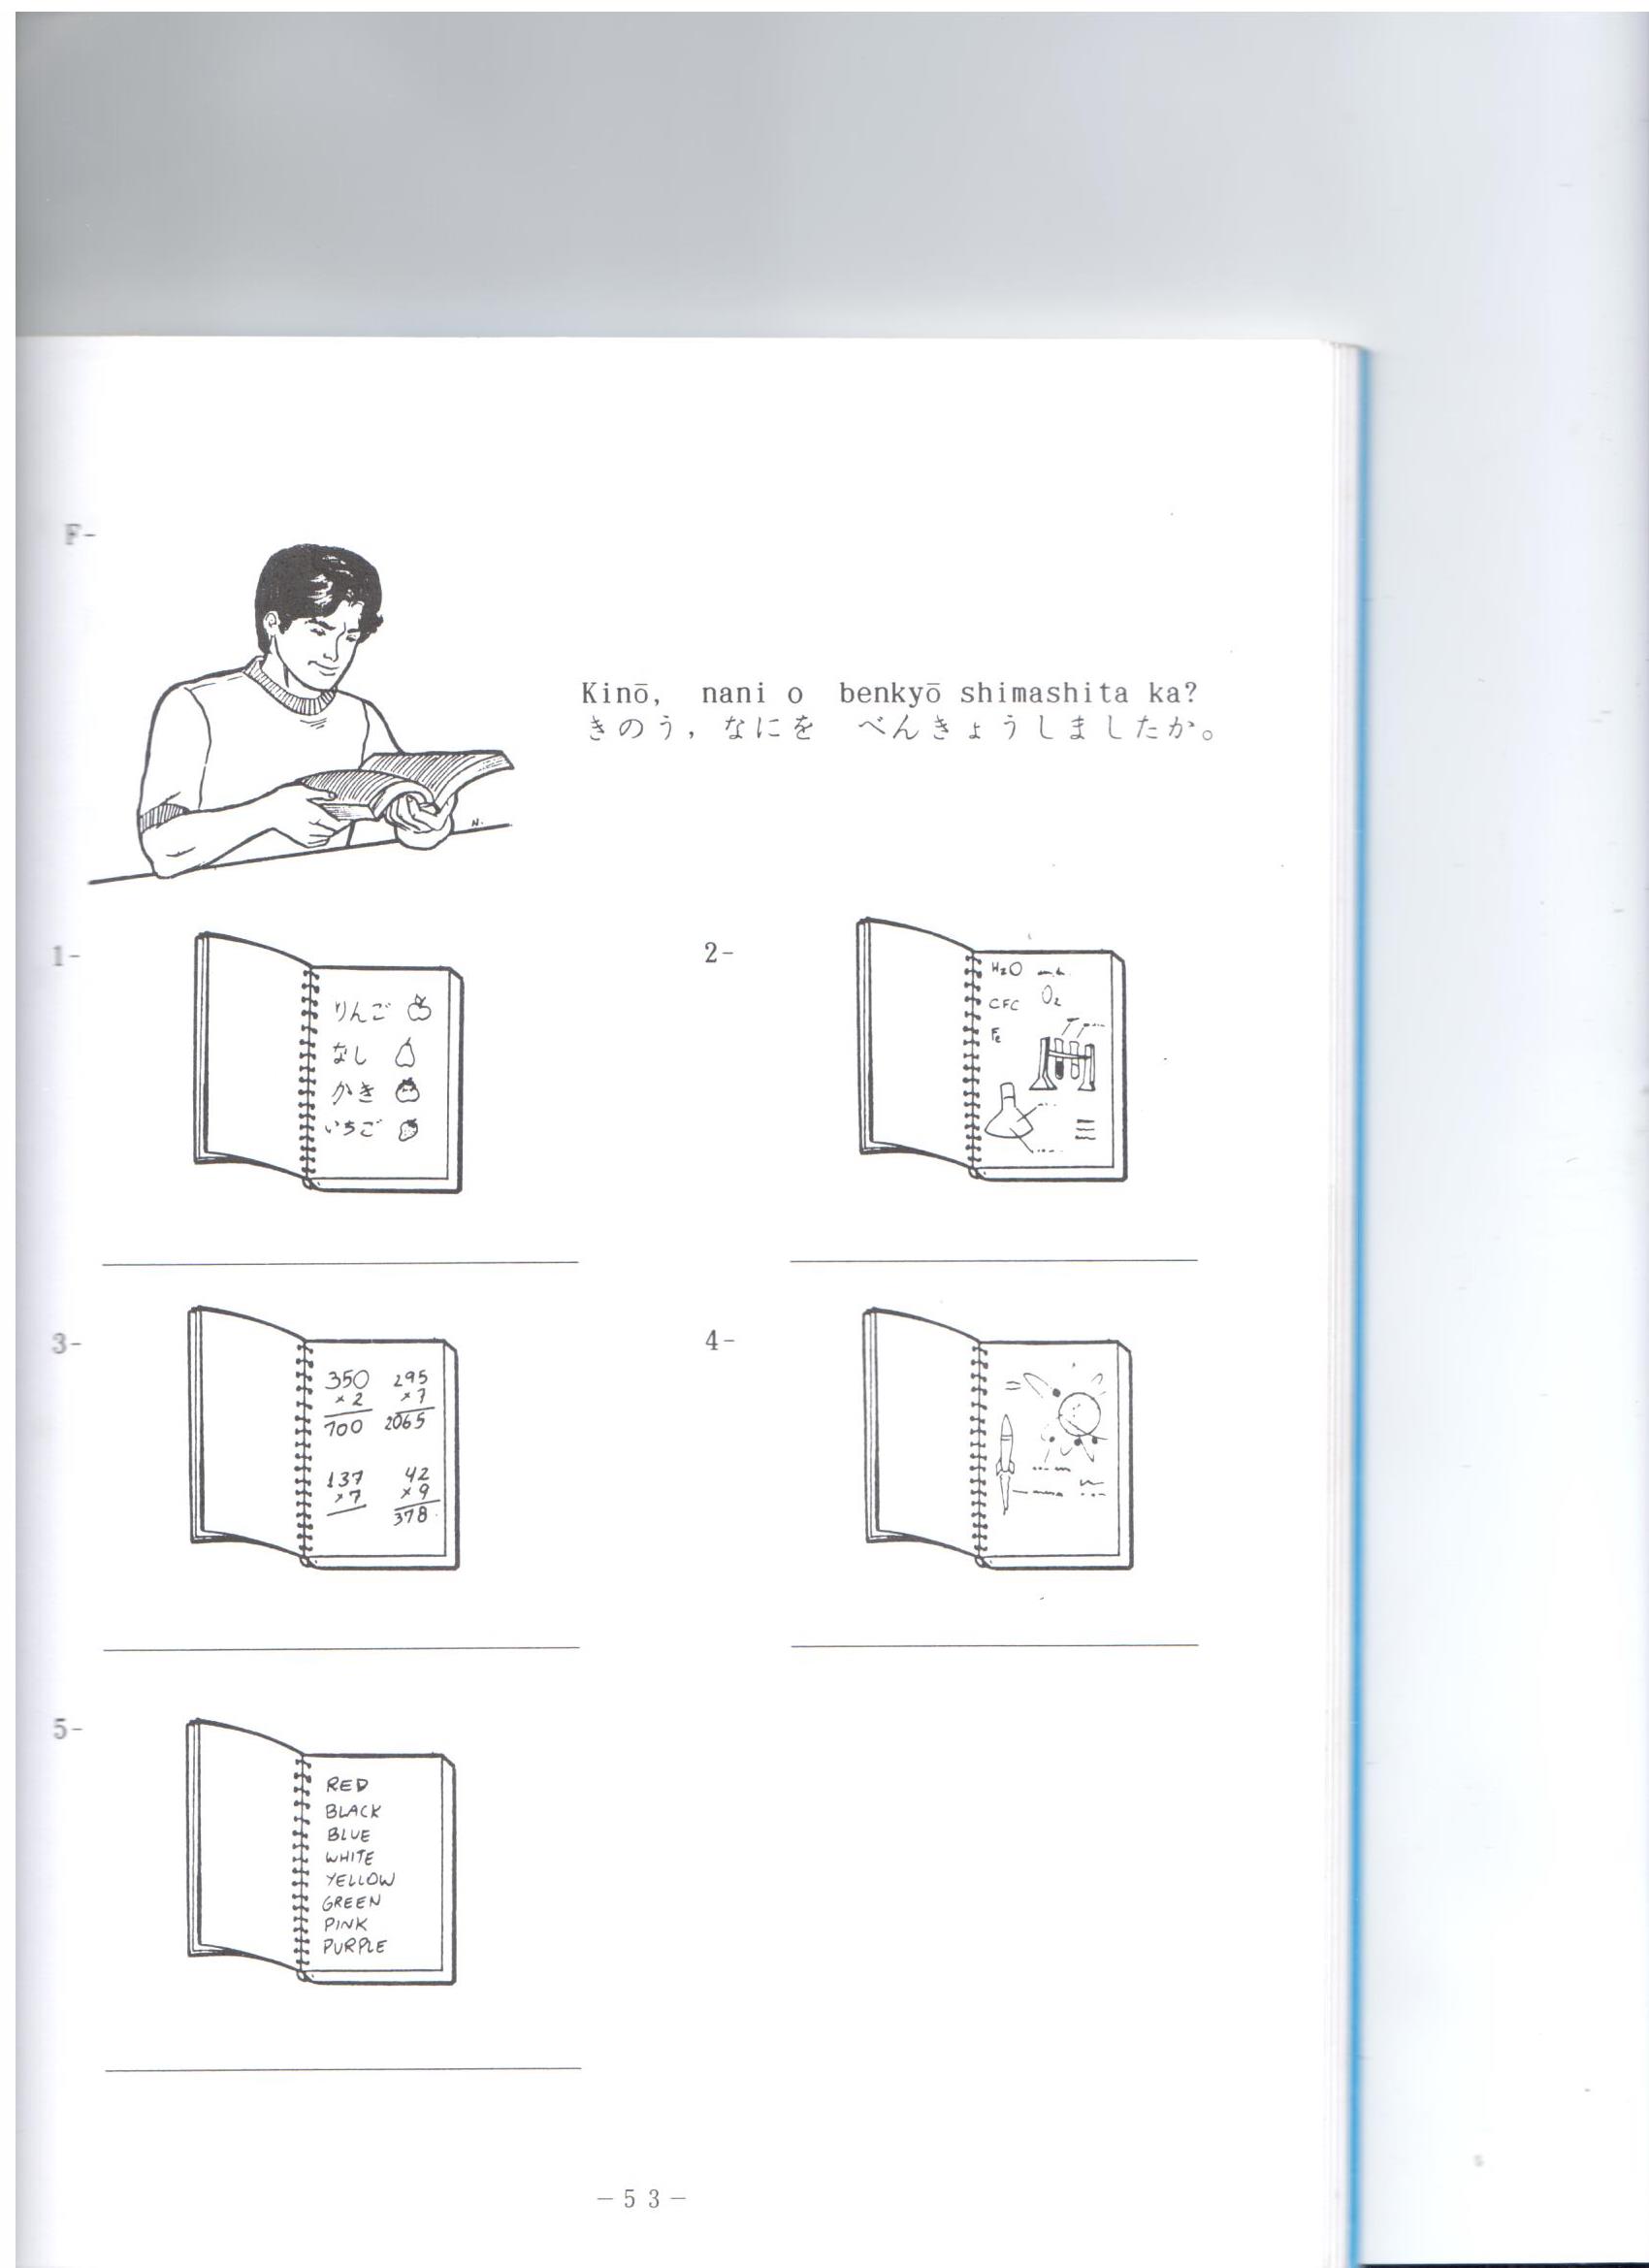 F-
Kinō, nani o benkyō shimashita ka?
きのう,なにを べんきょうしましたか。
1-
りんご
なし
かき
いちご
2-
H2O
CFC O2
Fe
3-
350 295
×2 ×7
700 2065
137 42
×7 ×9
378
4-
5-
RED
BLACK
BLUE
WHITE
YELLOW
GREEN
PINK
PURPLE
-53-